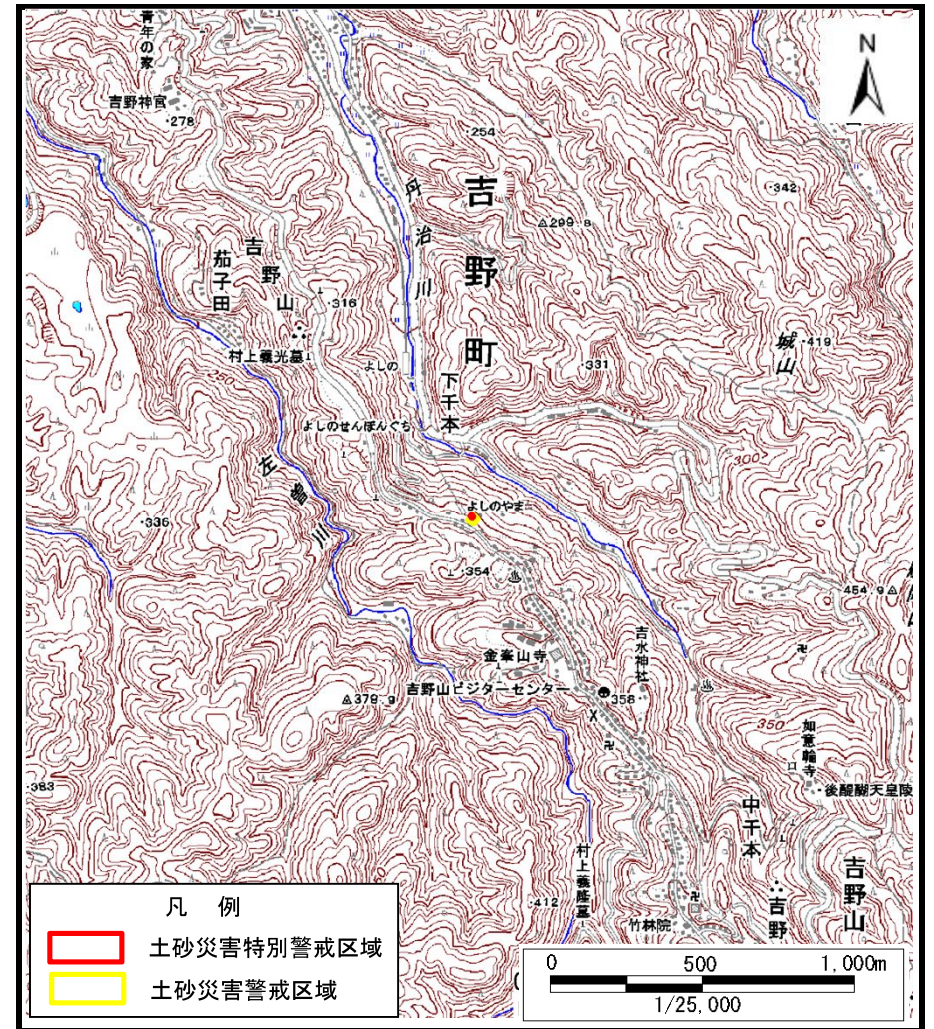 青年の家
N
吉野神宮
・278
・254
・342
丹治川
吉野町
△299.8
茄子田
吉野山
・316
城山
・419
村上義光墓
よしの
下千本
・331
よしのせんぼんぐち
300
左曽川
よしのやま
・336
・354
454.9△
金峯山寺
吉水神社
吉野山ビジターセンター
△379.9
・358
350
如意輪寺
・383
後醍醐天皇陵
中千本
村上義隆墓
・412
吉野山
竹林院
吉野
凡 例
土砂災害特別警戒区域
土砂災害警戒区域
0 500 1,000m
1/25,000